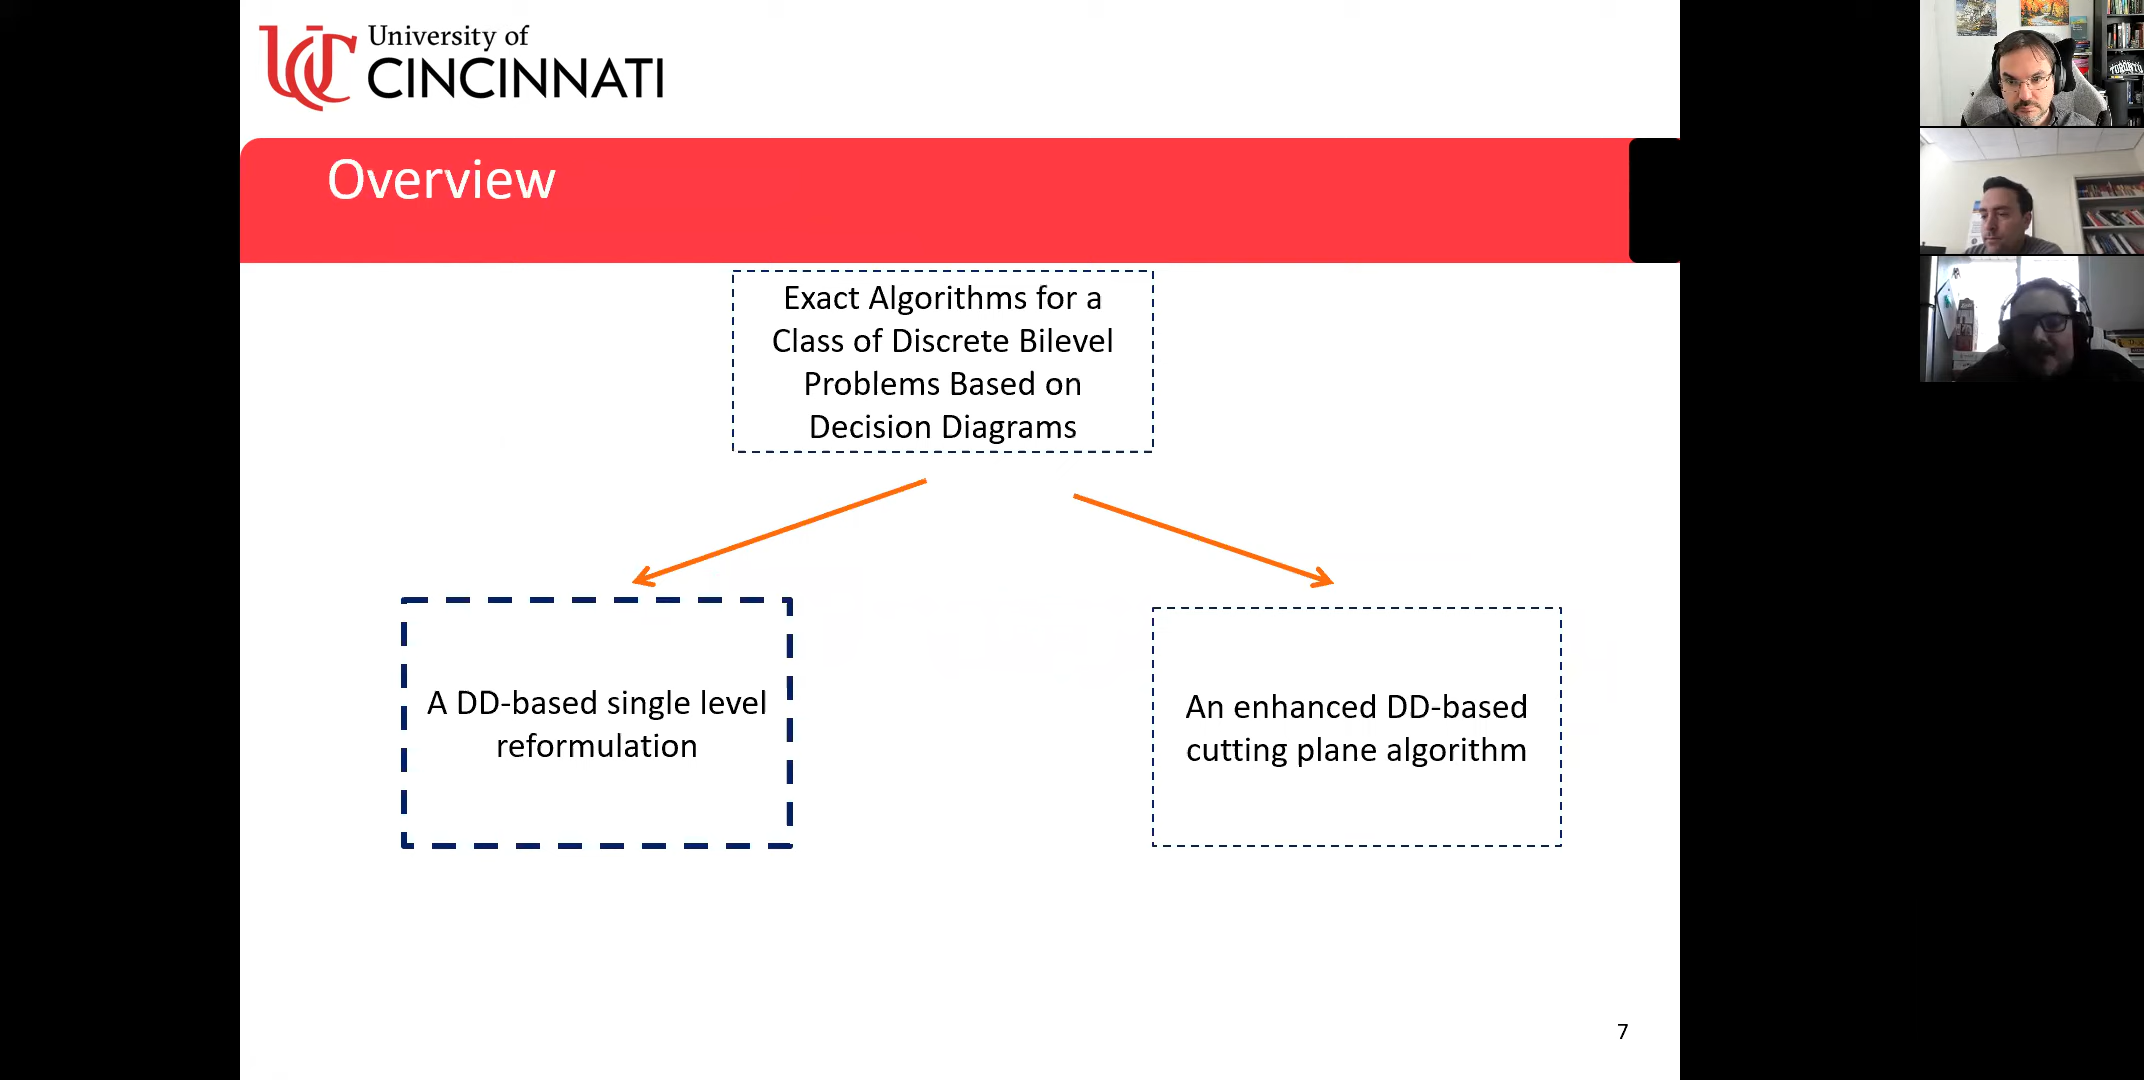 University of
CINCINNATI
Overview
Exact Algorithms for a
Class of Discrete Bilevel
Problems Based on
Decision Diagrams
A DD-based single level
reformulation
An enhanced DD-based
cutting plane algorithm
7